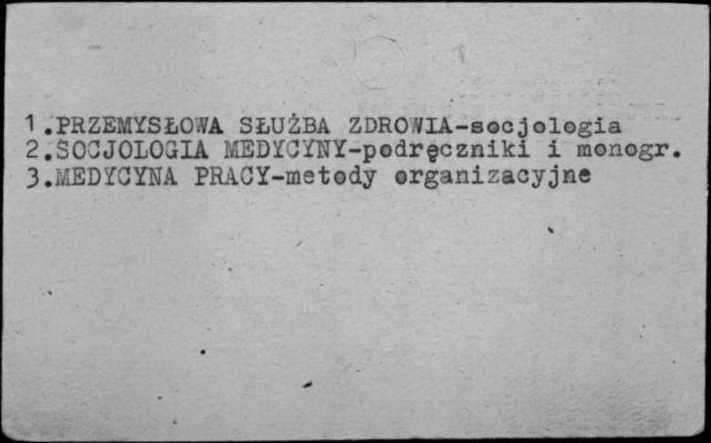 1.PRZEMYSŁOWA SŁUŻBA ZDROWIA-socjologia
2.SOCJOLOGIA MEDYCYNY-podręczniki i monogr.
3.MEDYCYNA PRACY-metody organizacyjne